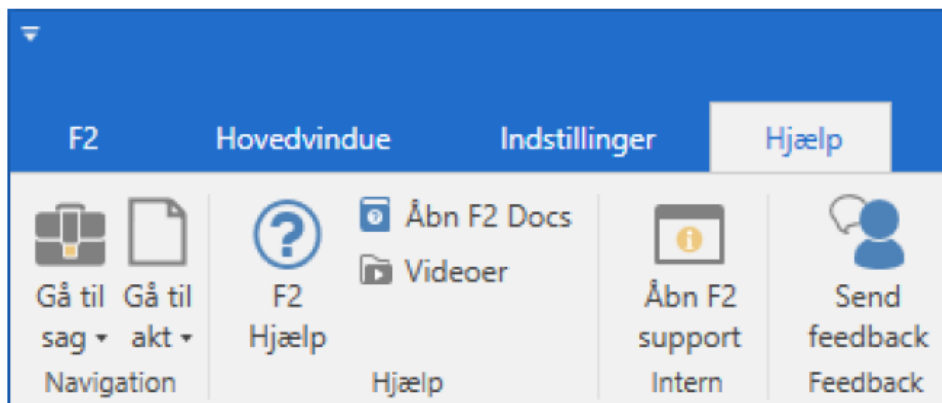 F2 Hovedvindue Indstillinger Hjælp
Åbn F2 Docs
Videoer
Gå til sag
Gå til akt
F2 Hjælp
Åbn F2 support
Send feedback
Navigation Hjælp Intern Feedback